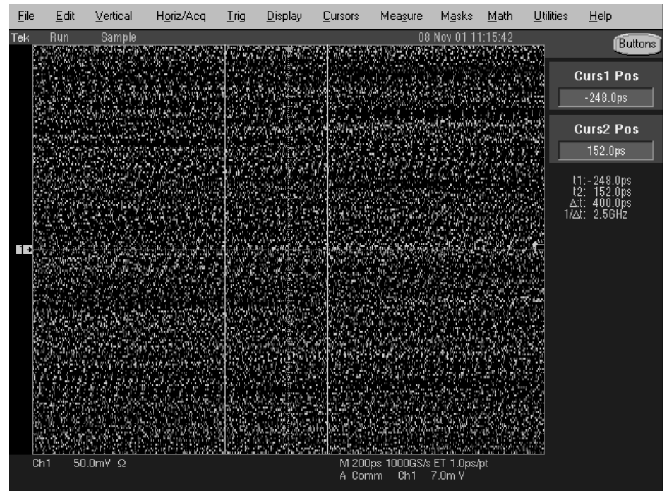 File Edit Vertical Horiz/Acq Trig Display Cursors Measure Masks Math Utilities Help
Tek Run Sample 08 Nov 01 11:15:42
Buttons
Curs1 Pos
-248.0ps
Curs2 Pos
152.0ps
t1: -248.0ps
t2: 152.0ps
Δt: 400.0ps
1/Δt: 2.5GHz
1
Ch1 50.0mV Ω M 200ps 1000GS/s ET 1.0ps/pt
A Comm Ch1 7.0mV